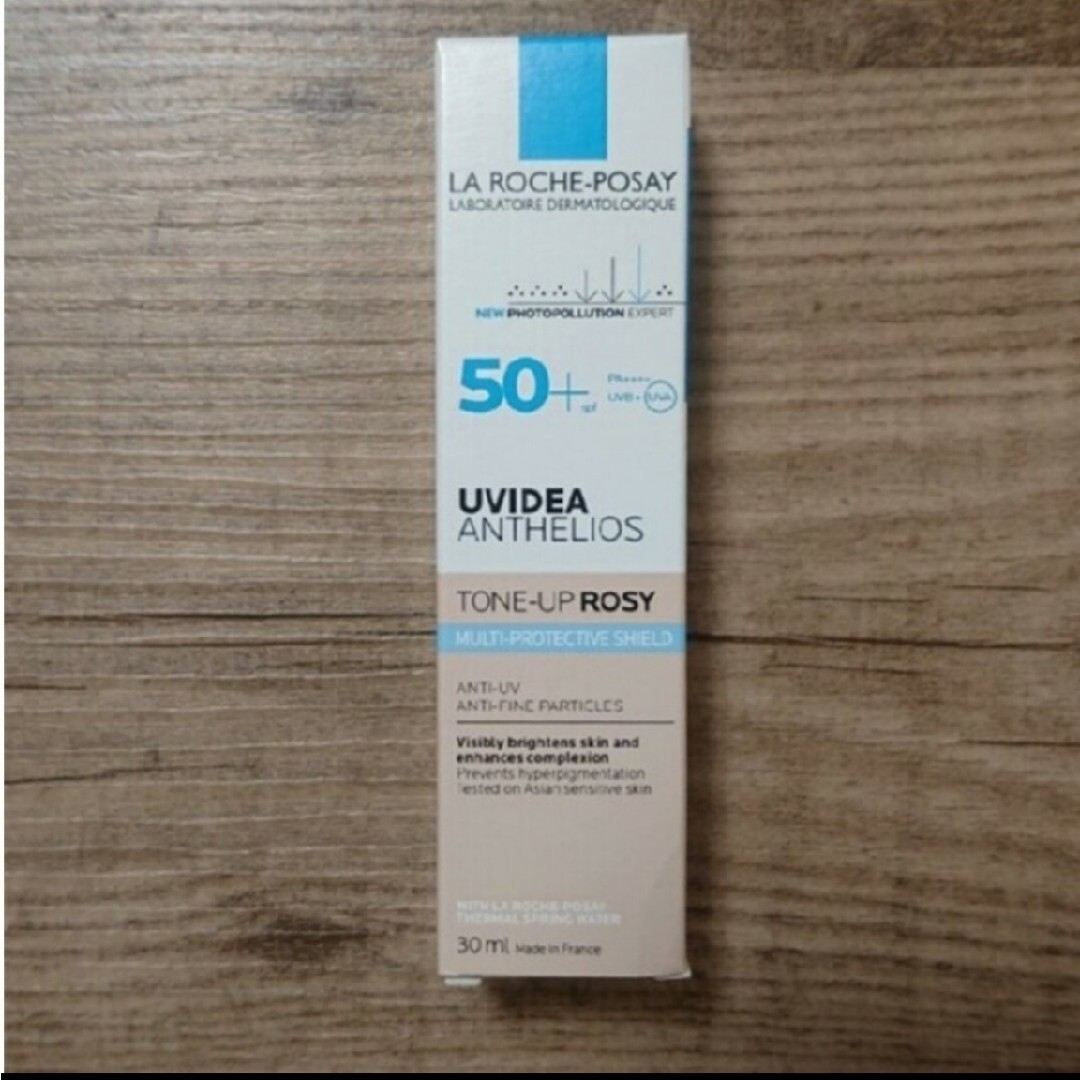 LA ROCHE-POSAY
LABORATOIRE DERMATOLOGIQUE
NEW PHOTOPOLLUTION EXPERT
50+ spf
PA++++
UVB+UVA
UVIDEA
ANTHELIOS
TONE-UP ROSY
MULTI-PROTECTIVE SHIELD
ANTI-UV
ANTI-FINE PARTICLES
Visibly brightens skin and
enhances complexion
Prevents hyperpigmentation
Tested on Asian sensitive skin
WITH LA ROCHE-POSAY
THERMAL SPRING WATER
30 ml Made in France